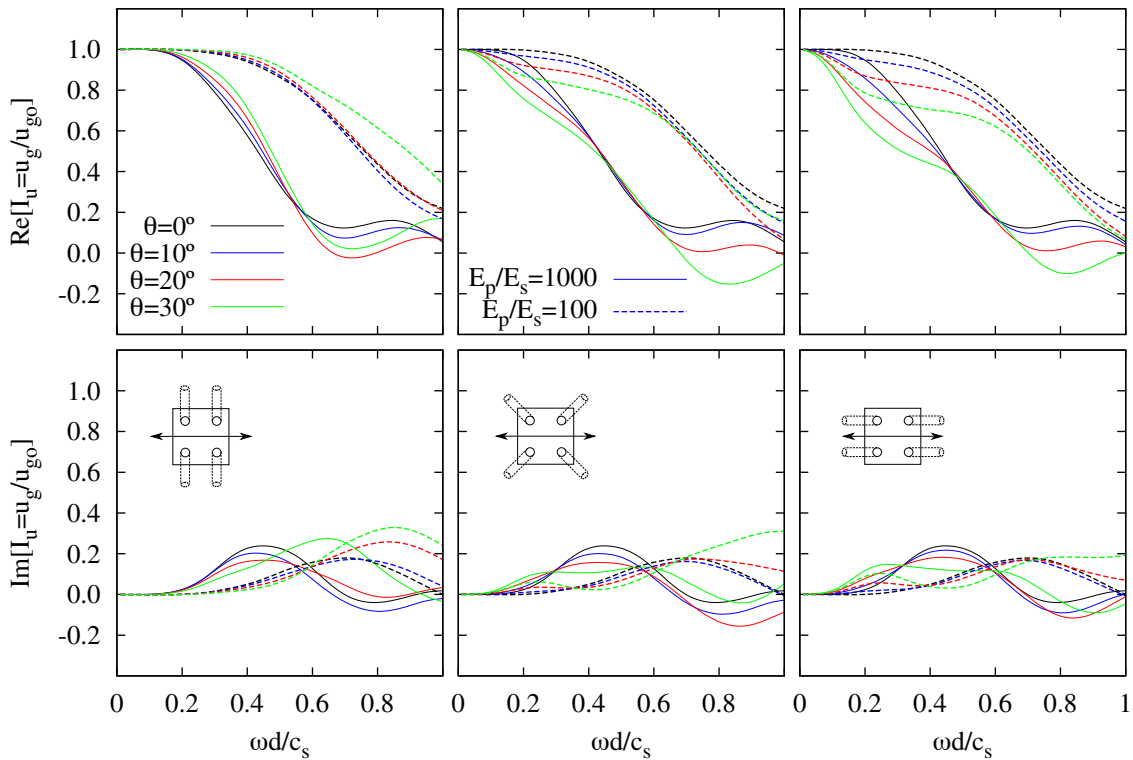 1.0
0.8
0.6
0.4
0.2
0.0
-0.2
Re[I_u=u_g/u_go]
θ=0º
θ=10º
θ=20º
θ=30º
E_p/E_s=1000
E_p/E_s=100
1.0
0.8
0.6
0.4
0.2
0.0
-0.2
Im[I_u=u_g/u_go]
0 0.2 0.4 0.6 0.8 0 0.2 0.4 0.6 0.8 0 0.2 0.4 0.6 0.8 1
ωd/c_s ωd/c_s ωd/c_s